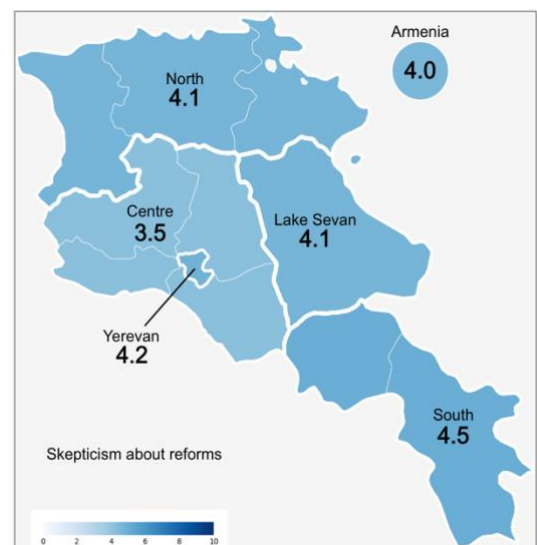 Armenia
4.0
North
4.1
Centre
3.5
Lake Sevan
4.1
Yerevan
4.2
South
4.5
Skepticism about reforms
0 2 4 6 8 10